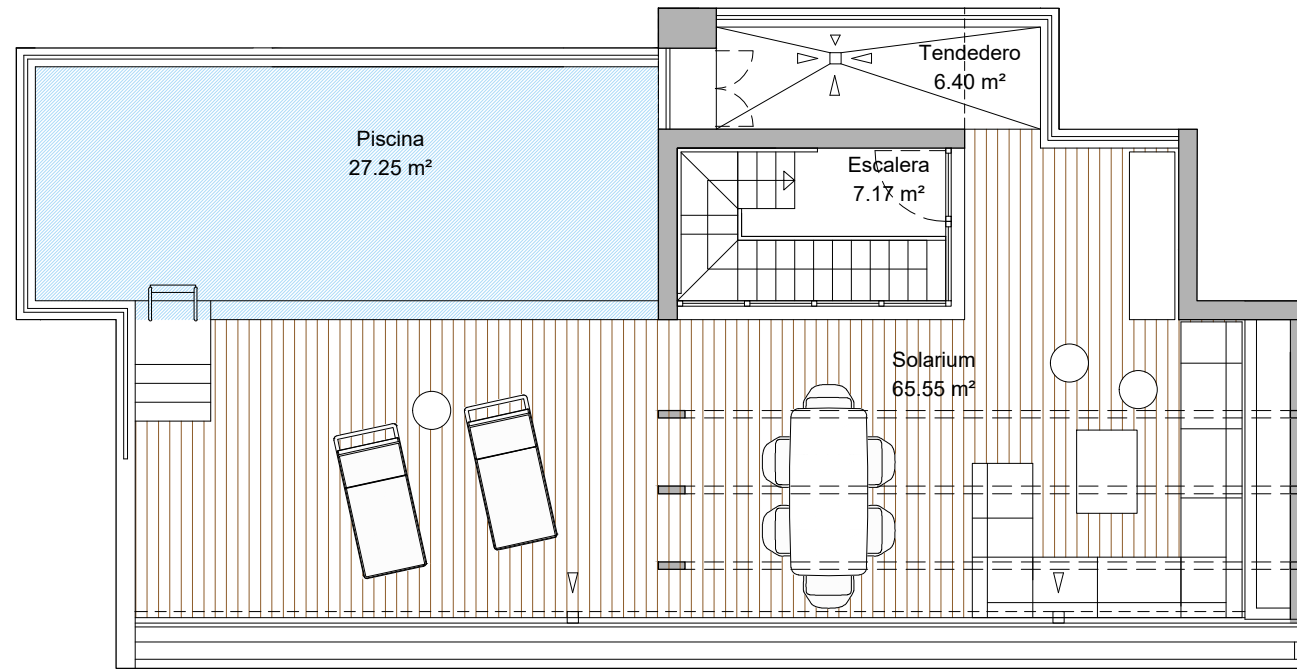 Tendedero
6.40 m²
Piscina
27.25 m²
Escalera
7.17 m²
Solarium
65.55 m²